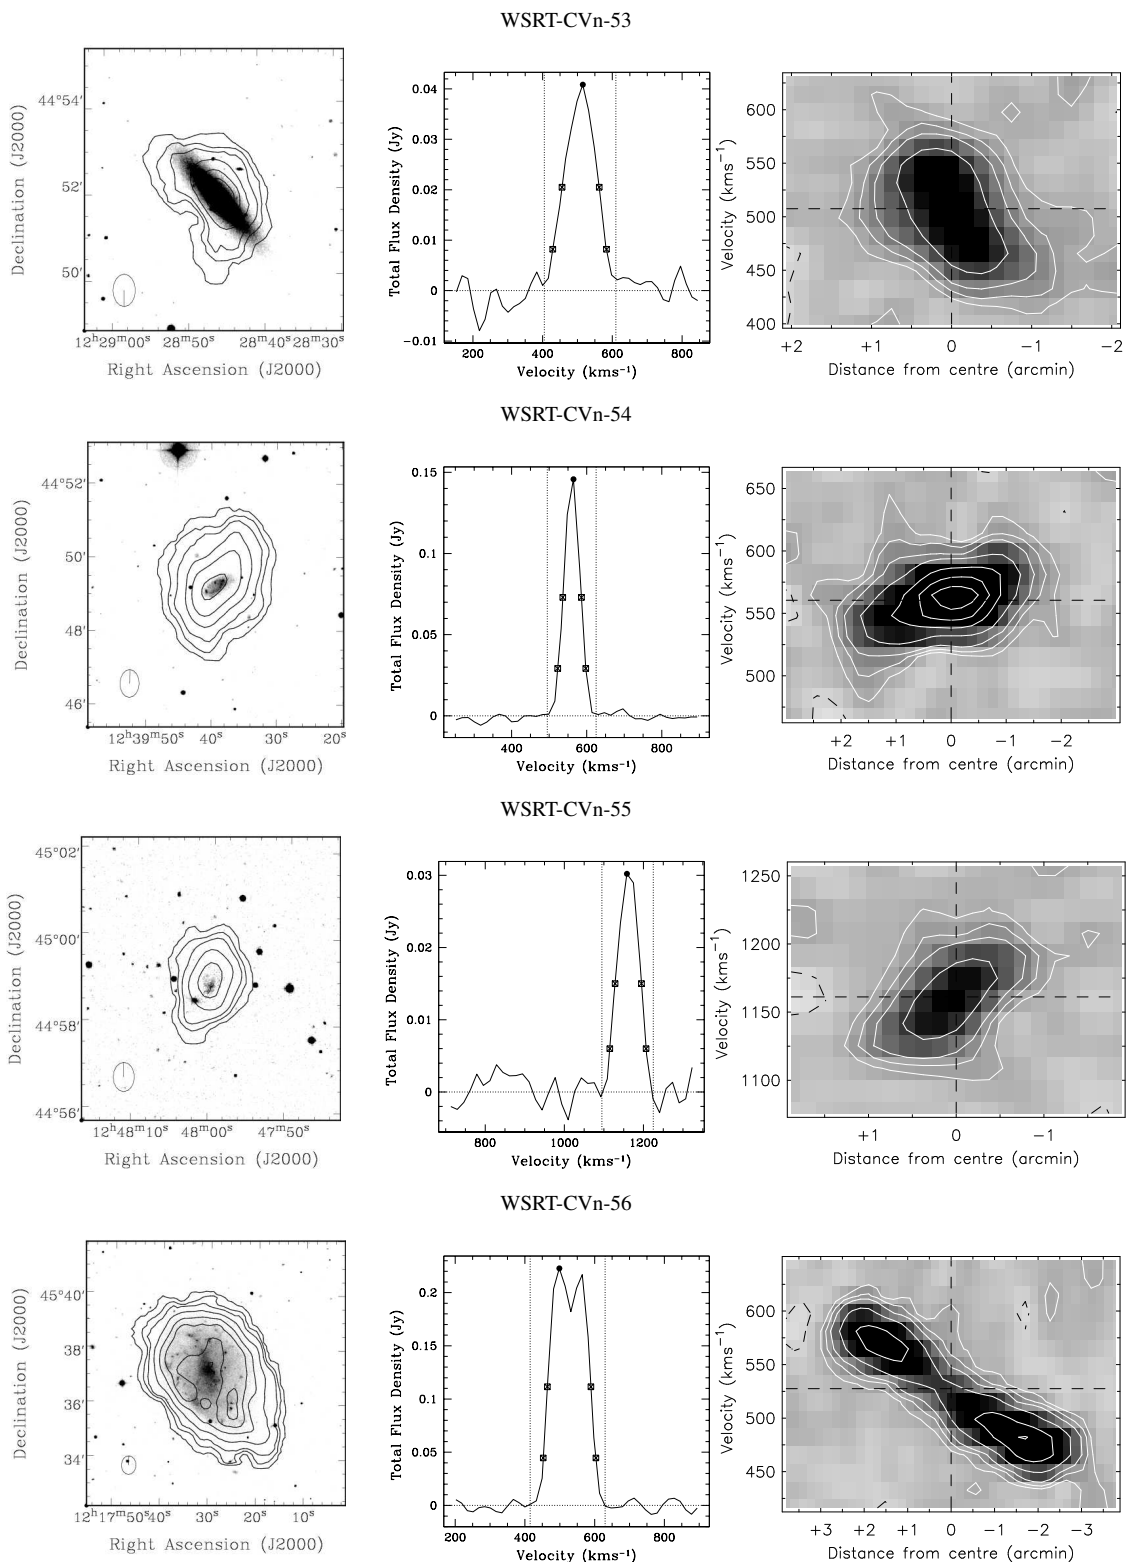 WSRT-CVn-53
44°54′
52′
50′
Declination (J2000)
12ʰ29ᵐ00ˢ 28ᵐ50ˢ 28ᵐ40ˢ 28ᵐ30ˢ
Right Ascension (J2000)
0.04
0.03
0.02
0.01
0
−0.01
Total Flux Density (Jy)
200 400 600 800
Velocity (kms⁻¹)
600
550
500
450
400
Velocity (kms⁻¹)
+2 +1 0 −1 −2
Distance from centre (arcmin)
WSRT-CVn-54
44°52′
50′
48′
46′
Declination (J2000)
12ʰ39ᵐ50ˢ 40ˢ 30ˢ 20ˢ
Right Ascension (J2000)
0.15
0.1
0.05
0
Total Flux Density (Jy)
400 600 800
Velocity (kms⁻¹)
650
600
550
500
Velocity (kms⁻¹)
+2 +1 0 −1 −2
Distance from centre (arcmin)
WSRT-CVn-55
45°02′
45°00′
44°58′
44°56′
Declination (J2000)
12ʰ48ᵐ10ˢ 48ᵐ00ˢ 47ᵐ50ˢ
Right Ascension (J2000)
0.03
0.02
0.01
0
Total Flux Density (Jy)
800 1000 1200
Velocity (kms⁻¹)
1250
1200
1150
1100
Velocity (kms⁻¹)
+1 0 −1
Distance from centre (arcmin)
WSRT-CVn-56
45°40′
38′
36′
34′
Declination (J2000)
12ʰ17ᵐ50ˢ40ˢ 30ˢ 20ˢ 10ˢ
Right Ascension (J2000)
0.2
0.15
0.1
0.05
0
Total Flux Density (Jy)
200 400 600 800
Velocity (kms⁻¹)
600
550
500
450
Velocity (kms⁻¹)
+3 +2 +1 0 −1 −2 −3
Distance from centre (arcmin)